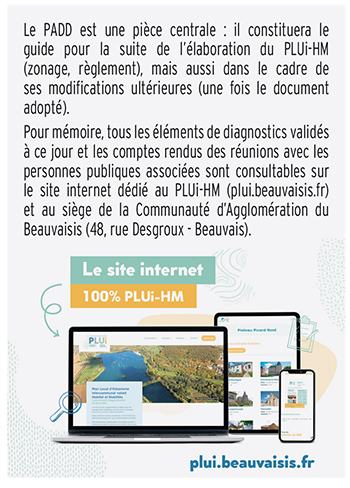 Le PADD est une pièce centrale : il constituera le
guide pour la suite de l'élaboration du PLUi-HM
(zonage, règlement), mais aussi dans le cadre de
ses modifications ultérieures (une fois le document
adopté).
Pour mémoire, tous les éléments de diagnostics validés
à ce jour et les comptes rendus des réunions avec les
personnes publiques associées sont consultables sur
le site internet dédié au PLUi-HM (plui.beauvaisis.fr)
et au siège de la Communauté d'Agglomération du
Beauvaisis (48, rue Desgroux - Beauvais).
Le site internet
100% PLUi-HM
PLUi
Plateau Picard Nord
Plan Local d'Urbanisme
Intercommunal valant
Habitat et Mobilités
plui.beauvaisis.fr